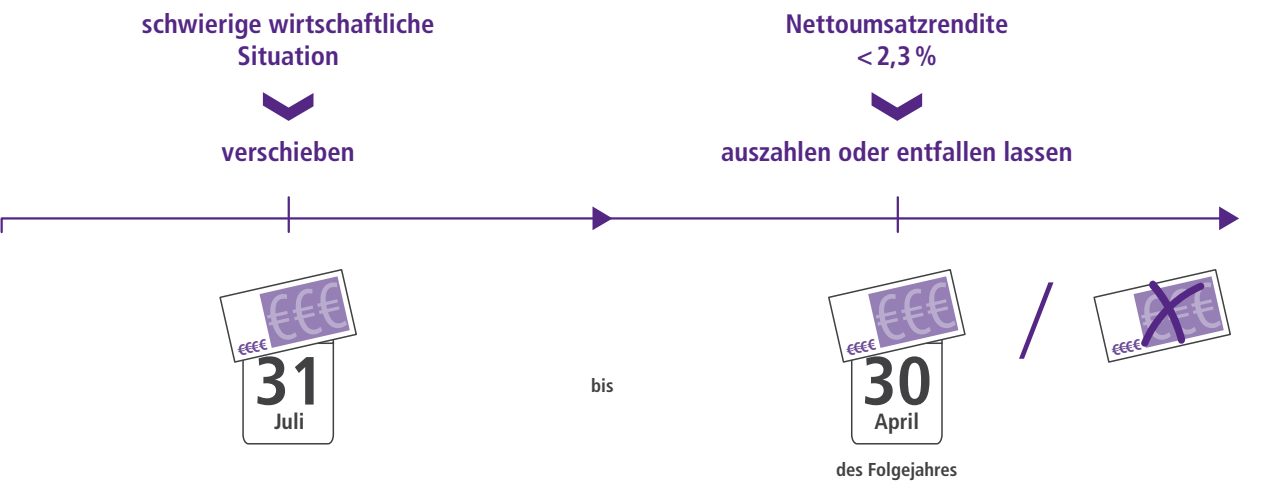 schwierige wirtschaftliche
Situation
verschieben
Nettoumsatzrendite
< 2,3 %
auszahlen oder entfallen lassen
€€€
€€€€
31
Juli
bis
€€€
€€€€
30
April
des Folgejahres
/
€€€
€€€€